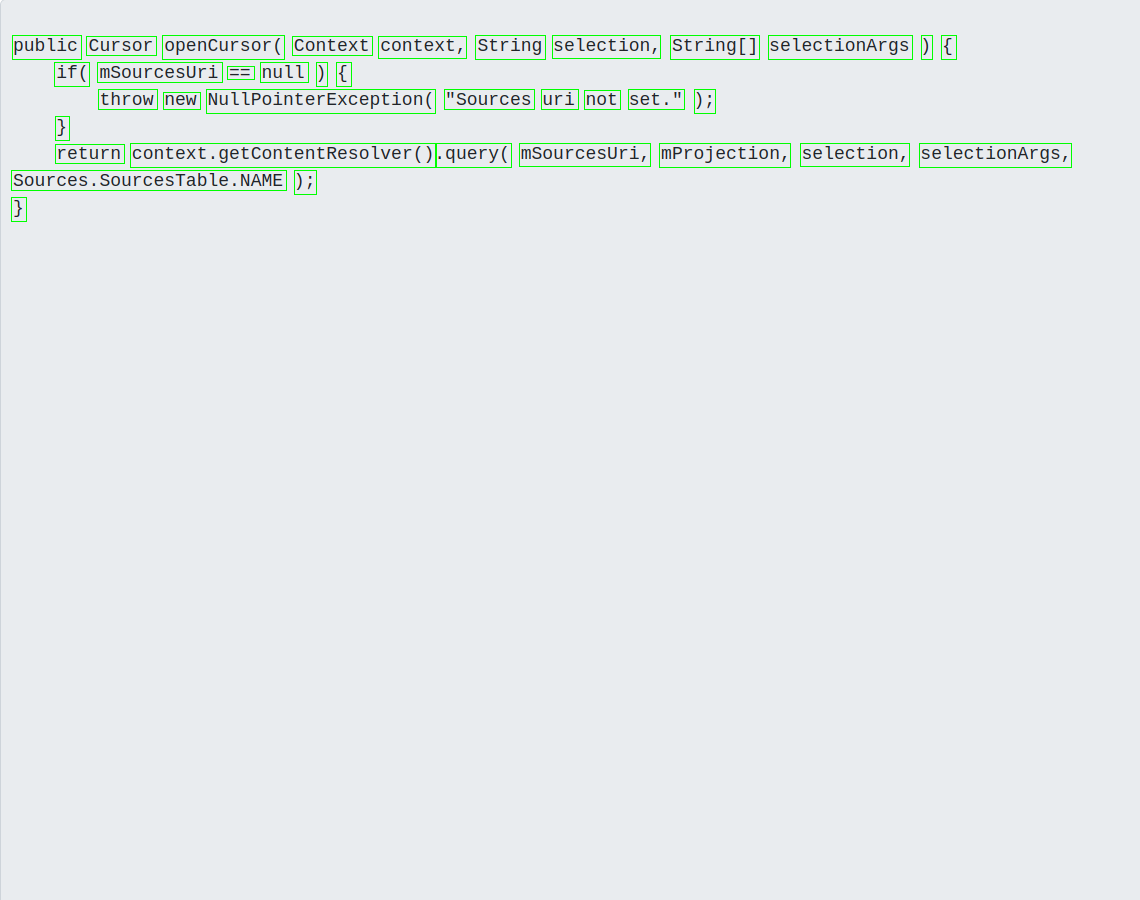 public Cursor openCursor( Context context, String selection, String[] selectionArgs ) {
if( mSourcesUri == null ) {
throw new NullPointerException( "Sources uri not set." );
}
return context.getContentResolver().query( mSourcesUri, mProjection, selection, selectionArgs,
Sources.SourcesTable.NAME );
}